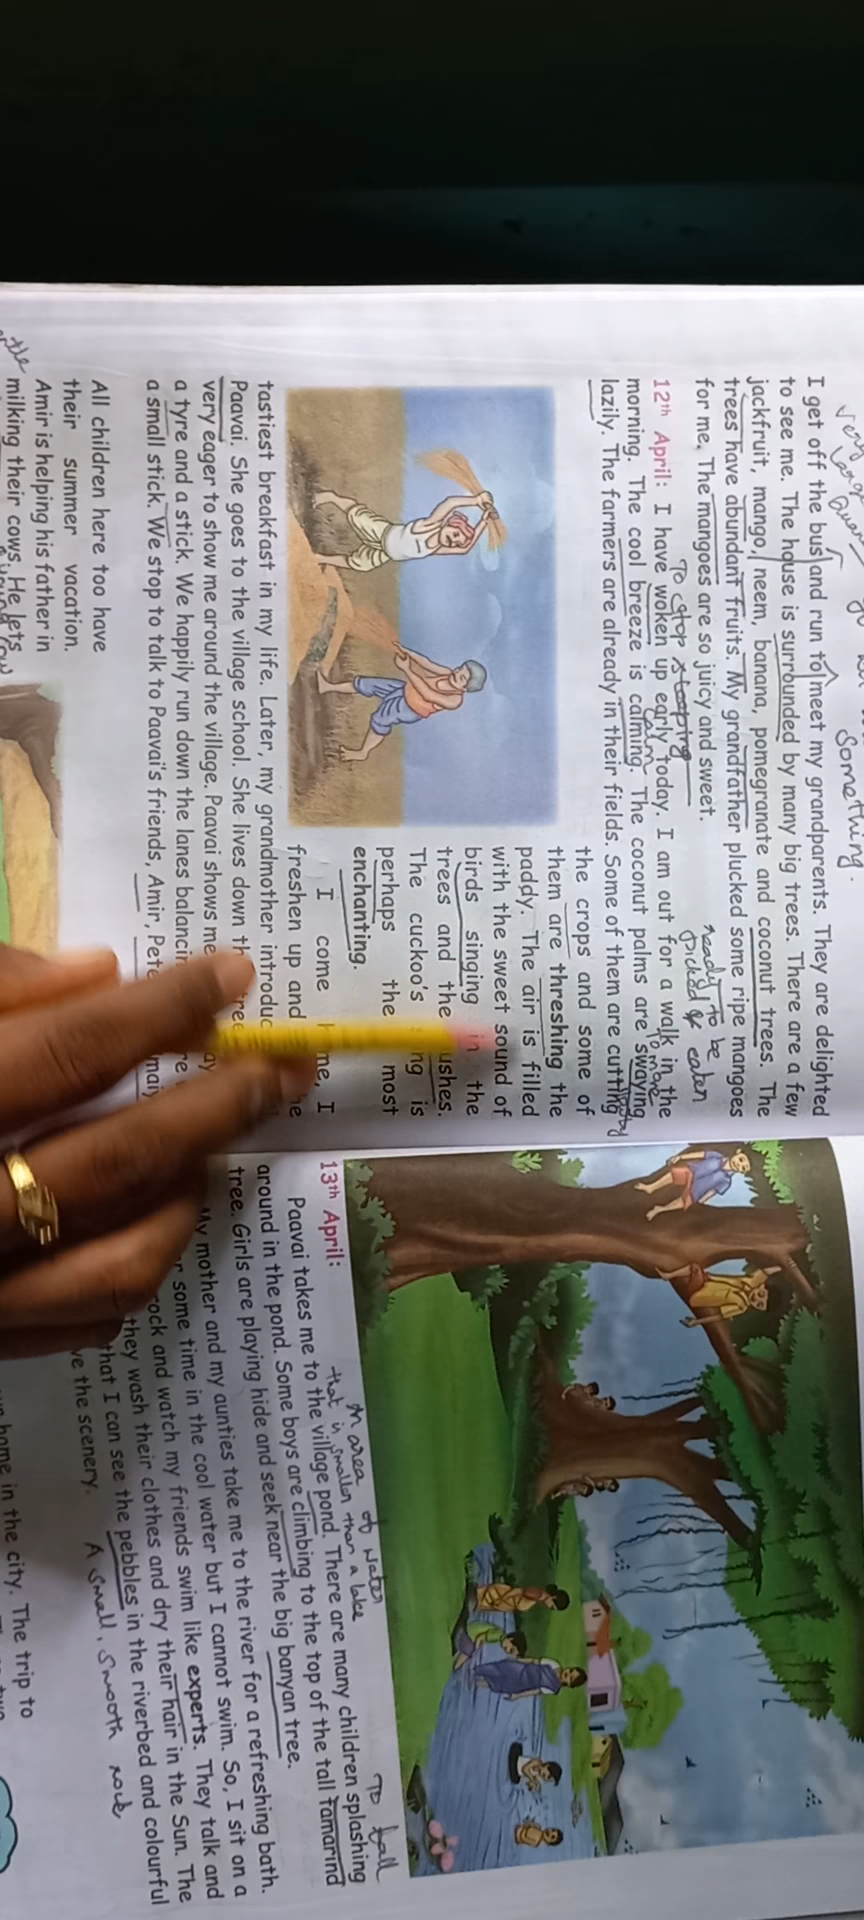 something.
I get off the bus and run to meet my grandparents. They are delighted
to see me. The house is surrounded by many big trees. There are a few
jackfruit, mango, neem, banana, pomegranate and coconut trees. The
trees have abundant fruits. My grandfather plucked some ripe mangoes
for me. The mangoes are so juicy and sweet.
ready to be
picked & eaten
To stop sleeping
12th April: I have woken up early today. I am out for a walk in the
calm
to move
morning. The cool breeze is calming. The coconut palms are swaying
lazily. The farmers are already in their fields. Some of them are cutting
the crops and some of
them are threshing the
paddy. The air is filled
with the sweet sound of
birds singing in the
trees and the
The cuckoo's is
perhaps the most
enchanting.
I come I
freshen up and
tastiest breakfast in my life. Later, my grandmother
Paavai. She goes to the village school. She lives down
very eager to show me around the village. Paavai shows me
a tyre and a stick. We happily run down the lanes
a small stick. We stop to talk to Paavai's friends, Amir,
All children here too have
their summer vacation.
Amir is helping his father in
milking their cows. He lets
An area of water
that is smaller than a lake
To fall
13th April:
Paavai takes me to the village pond. There are many children splashing
around in the pond. Some boys are climbing to the top of the tall tamarind
tree. Girls are playing hide and seek near the big banyan tree.
My mother and my aunties take me to the river for a refreshing bath.
some time in the cool water but I cannot swim. So, I sit on a
rock and watch my friends swim like experts. They talk and
they wash their clothes and dry their hair in the Sun. The
that I can see the pebbles in the riverbed and colourful
the scenery.
A small, smooth rock
home in the city. The trip to